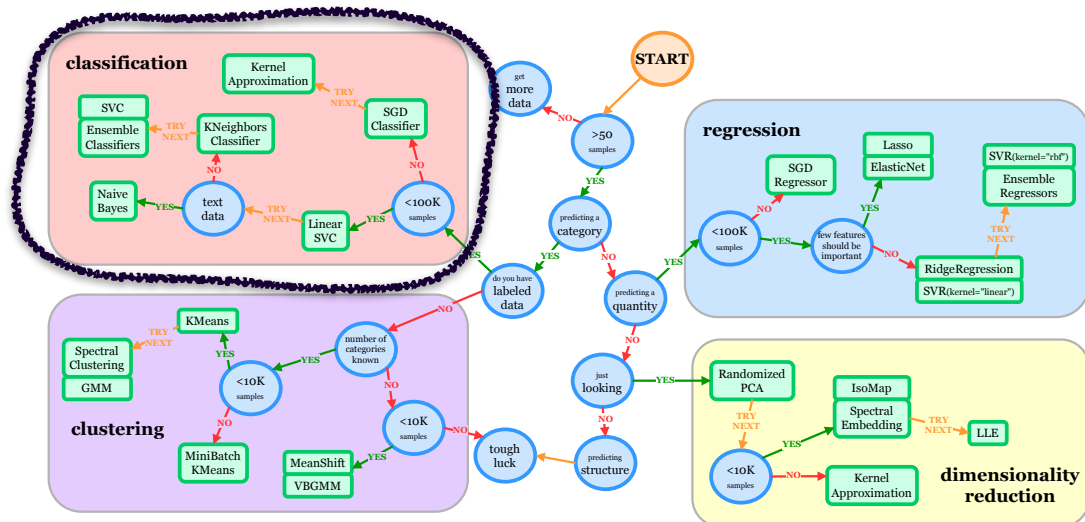 classification
Kernel
Approximation
TRY
NEXT
SGD
Classifier
SVC
Ensemble
Classifiers
TRY
NEXT
KNeighbors
Classifier
NO
NO
Naive
Bayes
YES
text
data
TRY
NEXT
Linear
SVC
YES
<100K
samples
YES
START
get
more
data
NO
>50
samples
YES
predicting a
category
YES
NO
do you have
labeled
data
NO
predicting a
quantity
YES
NO
just
looking
YES
NO
predicting
structure
tough
luck
regression
SGD
Regressor
NO
<100K
samples
YES
Lasso
ElasticNet
YES
few features
should be
important
NO
SVR(kernel="rbf")
Ensemble
Regressors
TRY
NEXT
RidgeRegression
SVR(kernel="linear")
clustering
KMeans
TRY
NEXT
Spectral
Clustering
GMM
YES
<10K
samples
YES
number of
categories
known
NO
NO
MiniBatch
KMeans
<10K
samples
NO
YES
MeanShift
VBGMM
Randomized
PCA
TRY
NEXT
<10K
samples
YES
IsoMap
Spectral
Embedding
TRY
NEXT
LLE
NO
Kernel
Approximation
dimensionality
reduction